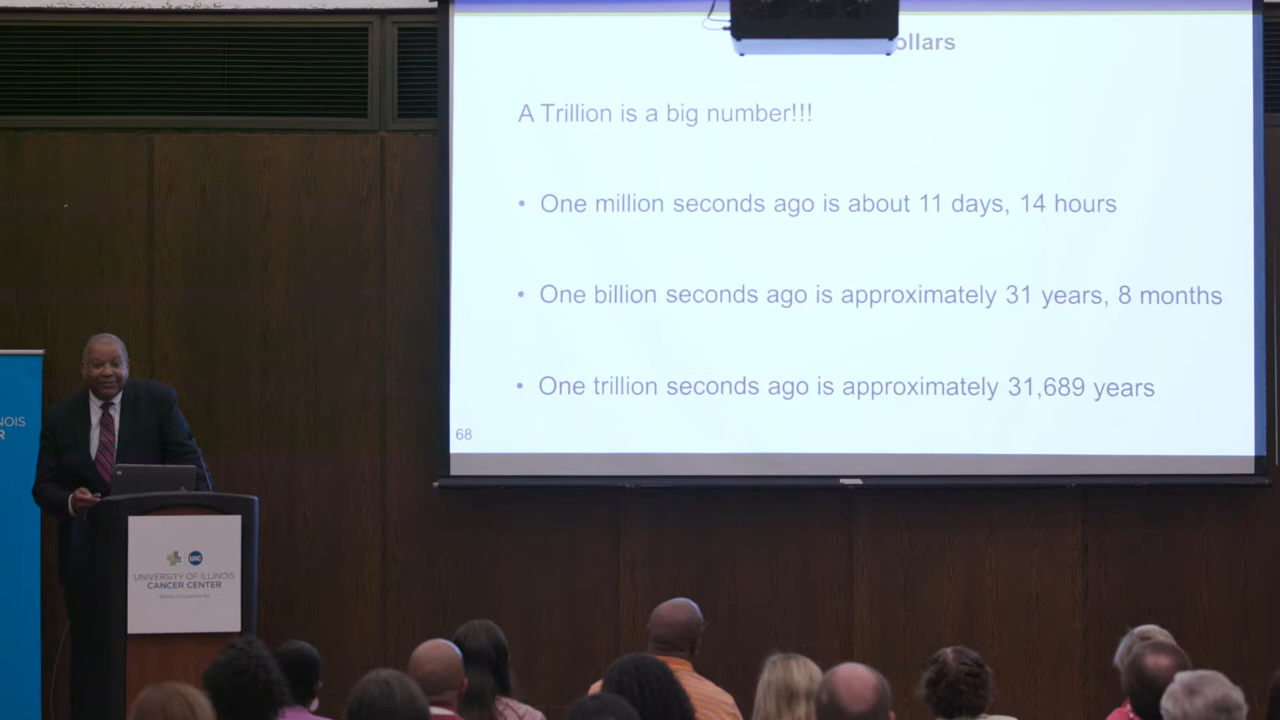 ollars
A Trillion is a big number!!!
• One million seconds ago is about 11 days, 14 hours
• One billion seconds ago is approximately 31 years, 8 months
• One trillion seconds ago is approximately 31,689 years
68
NOIS
R
UIC
UNIVERSITY OF ILLINOIS
CANCER CENTER